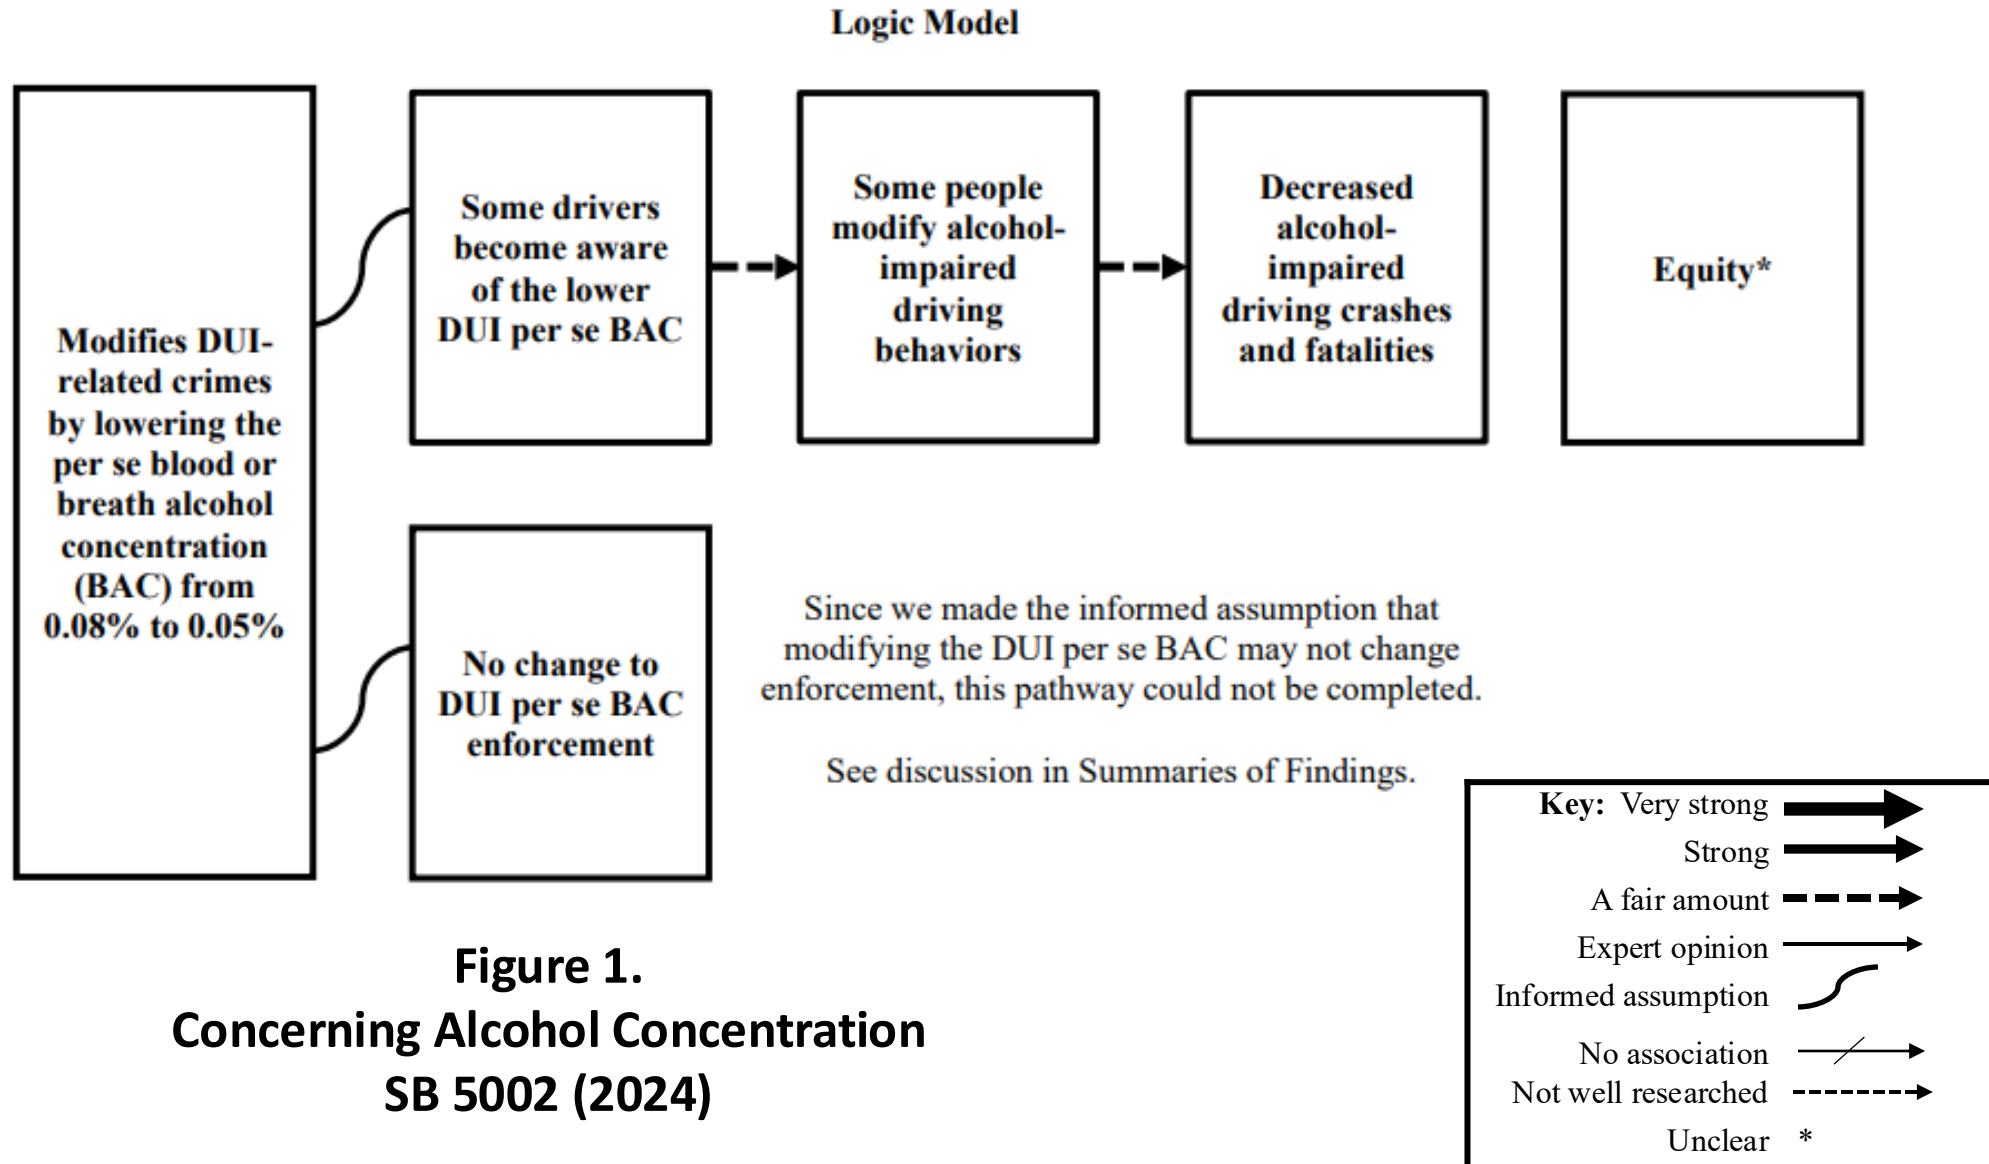 Logic Model
Modifies DUI-
related crimes
by lowering the
per se blood or
breath alcohol
concentration
(BAC) from
0.08% to 0.05%
Some drivers
become aware
of the lower
DUI per se BAC
Some people
modify alcohol-
impaired
driving
behaviors
Decreased
alcohol-
impaired
driving crashes
and fatalities
Equity*
No change to
DUI per se BAC
enforcement
Since we made the informed assumption that
modifying the DUI per se BAC may not change
enforcement, this pathway could not be completed.
See discussion in Summaries of Findings.
Key: Very strong
Strong
A fair amount
Expert opinion
Informed assumption
No association
Not well researched
Unclear *
Figure 1.
Concerning Alcohol Concentration
SB 5002 (2024)